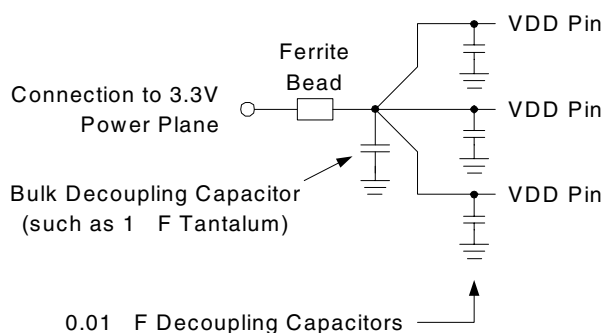 VDD Pin
Ferrite
Bead
Connection to 3.3V
Power Plane
VDD Pin
Bulk Decoupling Capacitor
(such as 1   F Tantalum)
VDD Pin
0.01   F Decoupling Capacitors